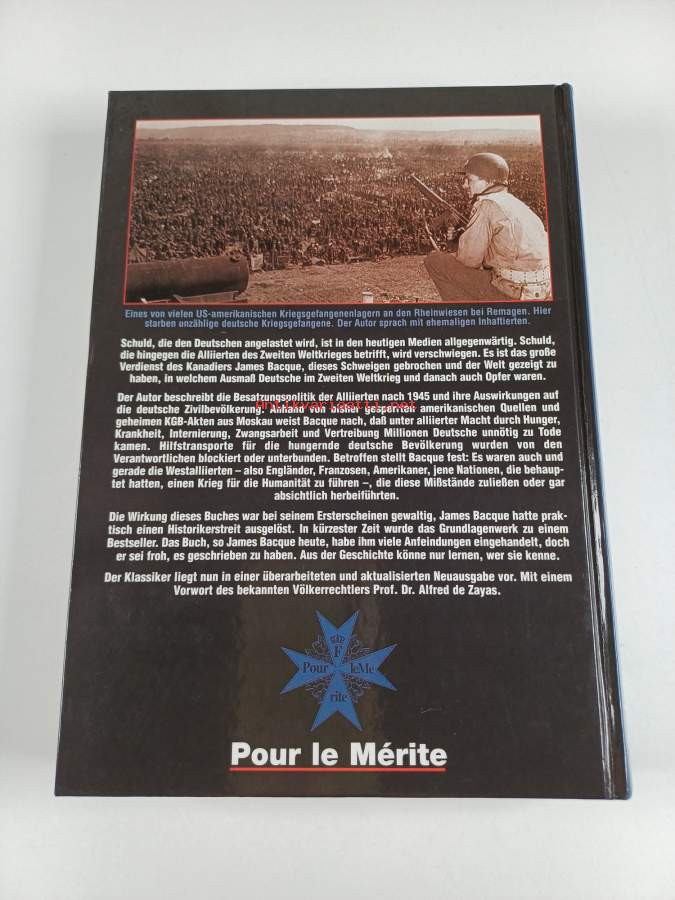 Eines von vielen US-amerikanischen Kriegsgefangenenlagern an den Rheinwiesen bei Remagen. Hier
starben unzählige deutsche Kriegsgefangene. Der Autor sprach mit ehemaligen Inhaftierten.
Schuld, die den Deutschen angelastet wird, ist in den heutigen Medien allgegenwärtig. Schuld,
die hingegen die Alliierten des Zweiten Weltkrieges betrifft, wird verschwiegen. Es ist das große
Verdienst des Kanadiers James Bacque, dieses Schweigen gebrochen und der Welt gezeigt zu
haben, in welchem Ausmaß Deutsche im Zweiten Weltkrieg und danach auch Opfer waren.
Der Autor beschreibt die Besatzungspolitik der Alliierten nach 1945 und ihre Auswirkungen auf
antikvariaatti.net
die deutsche Zivilbevölkerung. Anhand von bisher gesperrten amerikanischen Quellen und
geheimen KGB-Akten aus Moskau weist Bacque nach, daß unter alliierter Macht durch Hunger,
Krankheit, Internierung, Zwangsarbeit und Vertreibung Millionen Deutsche unnötig zu Tode
kamen. Hilfstransporte für die hungernde deutsche Bevölkerung wurden von den
Verantwortlichen blockiert oder unterbunden. Betroffen stellt Bacque fest: Es waren auch und
gerade die Westalliierten – also Engländer, Franzosen, Amerikaner, jene Nationen, die behaup-
tet hatten, einen Krieg für die Humanität zu führen –, die diese Mißstände zuließen oder gar
absichtlich herbeiführten.
Die Wirkung dieses Buches war bei seinem Ersterscheinen gewaltig, James Bacque hatte prak-
tisch einen Historikerstreit ausgelöst. In kürzester Zeit wurde das Grundlagenwerk zu einem
Bestseller. Das Buch, so James Bacque heute, habe ihm viele Anfeindungen eingehandelt, doch
er sei froh, es geschrieben zu haben. Aus der Geschichte könne nur lernen, wer sie kenne.
Der Klassiker liegt nun in einer überarbeiteten und aktualisierten Neuausgabe vor. Mit einem
Vorwort des bekannten Völkerrechtlers Prof. Dr. Alfred de Zayas.
F
Pour leMe
rite
Pour le Mérite